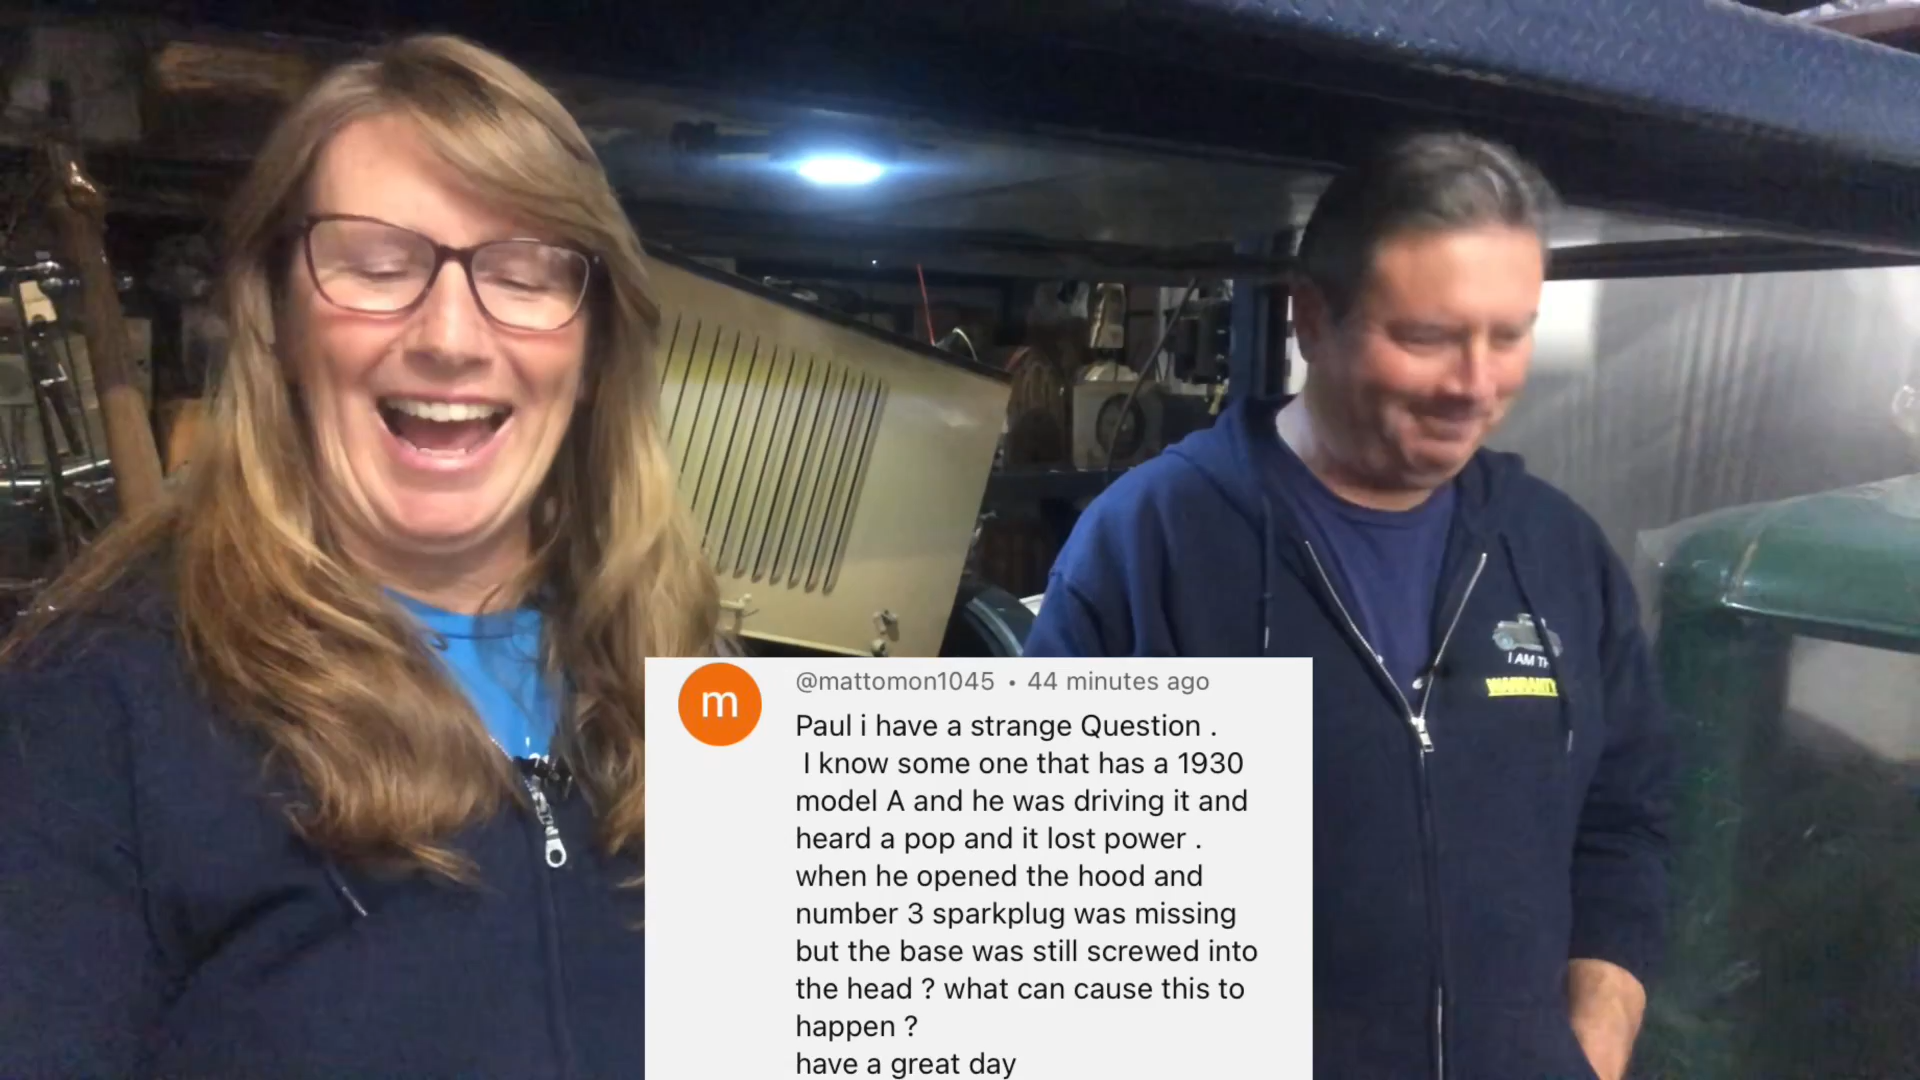 m
@mattomon1045 • 44 minutes ago
Paul i have a strange Question .
I know some one that has a 1930
model A and he was driving it and
heard a pop and it lost power .
when he opened the hood and
number 3 sparkplug was missing
but the base was still screwed into
the head ? what can cause this to
happen ?
have a great day
I AM TH
WARRANTY